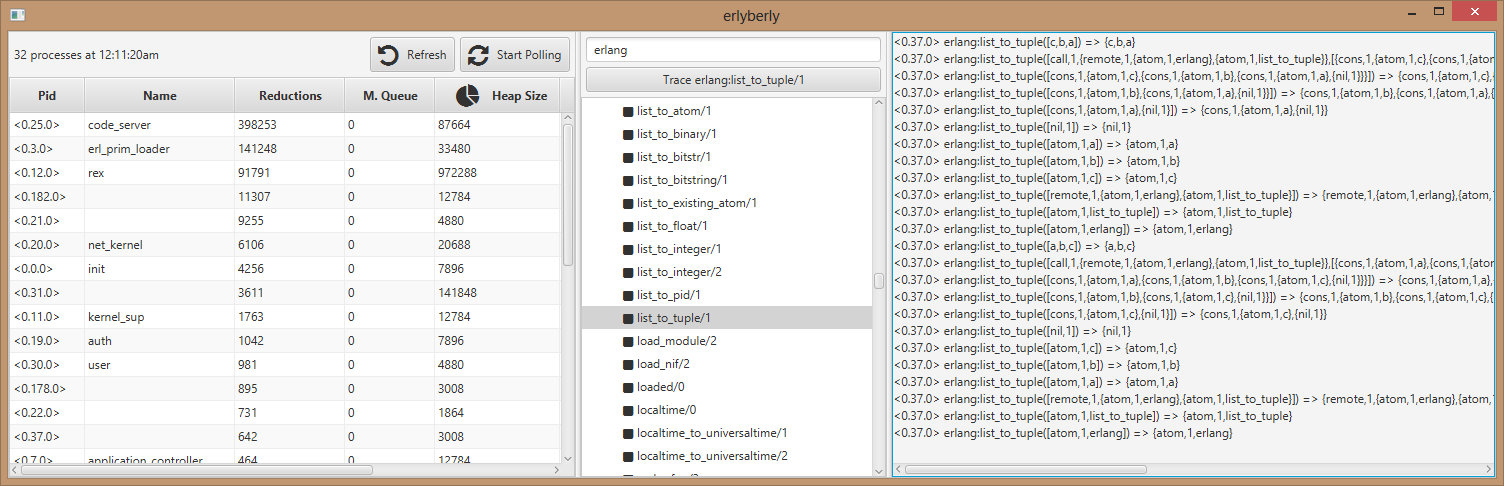 erlyberly
32 processes at 12:11:20am
Refresh
Start Polling
Pid Name Reductions M. Queue Heap Size
<0.25.0> code_server 398253 0 87664
<0.3.0> erl_prim_loader 141248 0 33480
<0.12.0> rex 91791 0 972288
<0.182.0> 11307 0 12784
<0.21.0> 9255 0 4880
<0.20.0> net_kernel 6106 0 20688
<0.0.0> init 4256 0 7896
<0.31.0> 3611 0 141848
<0.11.0> kernel_sup 1763 0 12784
<0.19.0> auth 1042 0 7896
<0.30.0> user 981 0 4880
<0.178.0> 895 0 3008
<0.22.0> 731 0 1864
<0.37.0> 642 0 3008
<0.7.0> application_controller 464 0 12784
erlang
Trace erlang:list_to_tuple/1
list_to_atom/1
list_to_binary/1
list_to_bitstr/1
list_to_bitstring/1
list_to_existing_atom/1
list_to_float/1
list_to_integer/1
list_to_integer/2
list_to_pid/1
list_to_tuple/1
load_module/2
load_nif/2
loaded/0
localtime/0
localtime_to_universaltime/1
localtime_to_universaltime/2
<0.37.0> erlang:list_to_tuple([c,b,a]) => {c,b,a}
<0.37.0> erlang:list_to_tuple([call,1,{remote,1,{atom,1,erlang},{atom,1,list_to_tuple}},[{cons,1,{atom,1,c},{cons,1,{atom
<0.37.0> erlang:list_to_tuple([cons,1,{atom,1,c},{cons,1,{atom,1,b},{cons,1,{atom,1,a},{nil,1}}}]) => {cons,1,{atom,1,c},{
<0.37.0> erlang:list_to_tuple([cons,1,{atom,1,b},{cons,1,{atom,1,a},{nil,1}}]) => {cons,1,{atom,1,b},{cons,1,{atom,1,a},{
<0.37.0> erlang:list_to_tuple([cons,1,{atom,1,a},{nil,1}]) => {cons,1,{atom,1,a},{nil,1}}
<0.37.0> erlang:list_to_tuple([nil,1]) => {nil,1}
<0.37.0> erlang:list_to_tuple([atom,1,a]) => {atom,1,a}
<0.37.0> erlang:list_to_tuple([atom,1,b]) => {atom,1,b}
<0.37.0> erlang:list_to_tuple([atom,1,c]) => {atom,1,c}
<0.37.0> erlang:list_to_tuple([remote,1,{atom,1,erlang},{atom,1,list_to_tuple}]) => {remote,1,{atom,1,erlang},{atom,1,
<0.37.0> erlang:list_to_tuple([atom,1,list_to_tuple]) => {atom,1,list_to_tuple}
<0.37.0> erlang:list_to_tuple([atom,1,erlang]) => {atom,1,erlang}
<0.37.0> erlang:list_to_tuple([a,b,c]) => {a,b,c}
<0.37.0> erlang:list_to_tuple([call,1,{remote,1,{atom,1,erlang},{atom,1,list_to_tuple}},[{cons,1,{atom,1,a},{cons,1,{atom
<0.37.0> erlang:list_to_tuple([cons,1,{atom,1,a},{cons,1,{atom,1,b},{cons,1,{atom,1,c},{nil,1}}}]) => {cons,1,{atom,1,a},
<0.37.0> erlang:list_to_tuple([cons,1,{atom,1,b},{cons,1,{atom,1,c},{nil,1}}]) => {cons,1,{atom,1,b},{cons,1,{atom,1,c},{
<0.37.0> erlang:list_to_tuple([cons,1,{atom,1,c},{nil,1}]) => {cons,1,{atom,1,c},{nil,1}}
<0.37.0> erlang:list_to_tuple([nil,1]) => {nil,1}
<0.37.0> erlang:list_to_tuple([atom,1,c]) => {atom,1,c}
<0.37.0> erlang:list_to_tuple([atom,1,b]) => {atom,1,b}
<0.37.0> erlang:list_to_tuple([atom,1,a]) => {atom,1,a}
<0.37.0> erlang:list_to_tuple([remote,1,{atom,1,erlang},{atom,1,list_to_tuple}]) => {remote,1,{atom,1,erlang},{atom,1,
<0.37.0> erlang:list_to_tuple([atom,1,list_to_tuple]) => {atom,1,list_to_tuple}
<0.37.0> erlang:list_to_tuple([atom,1,erlang]) => {atom,1,erlang}